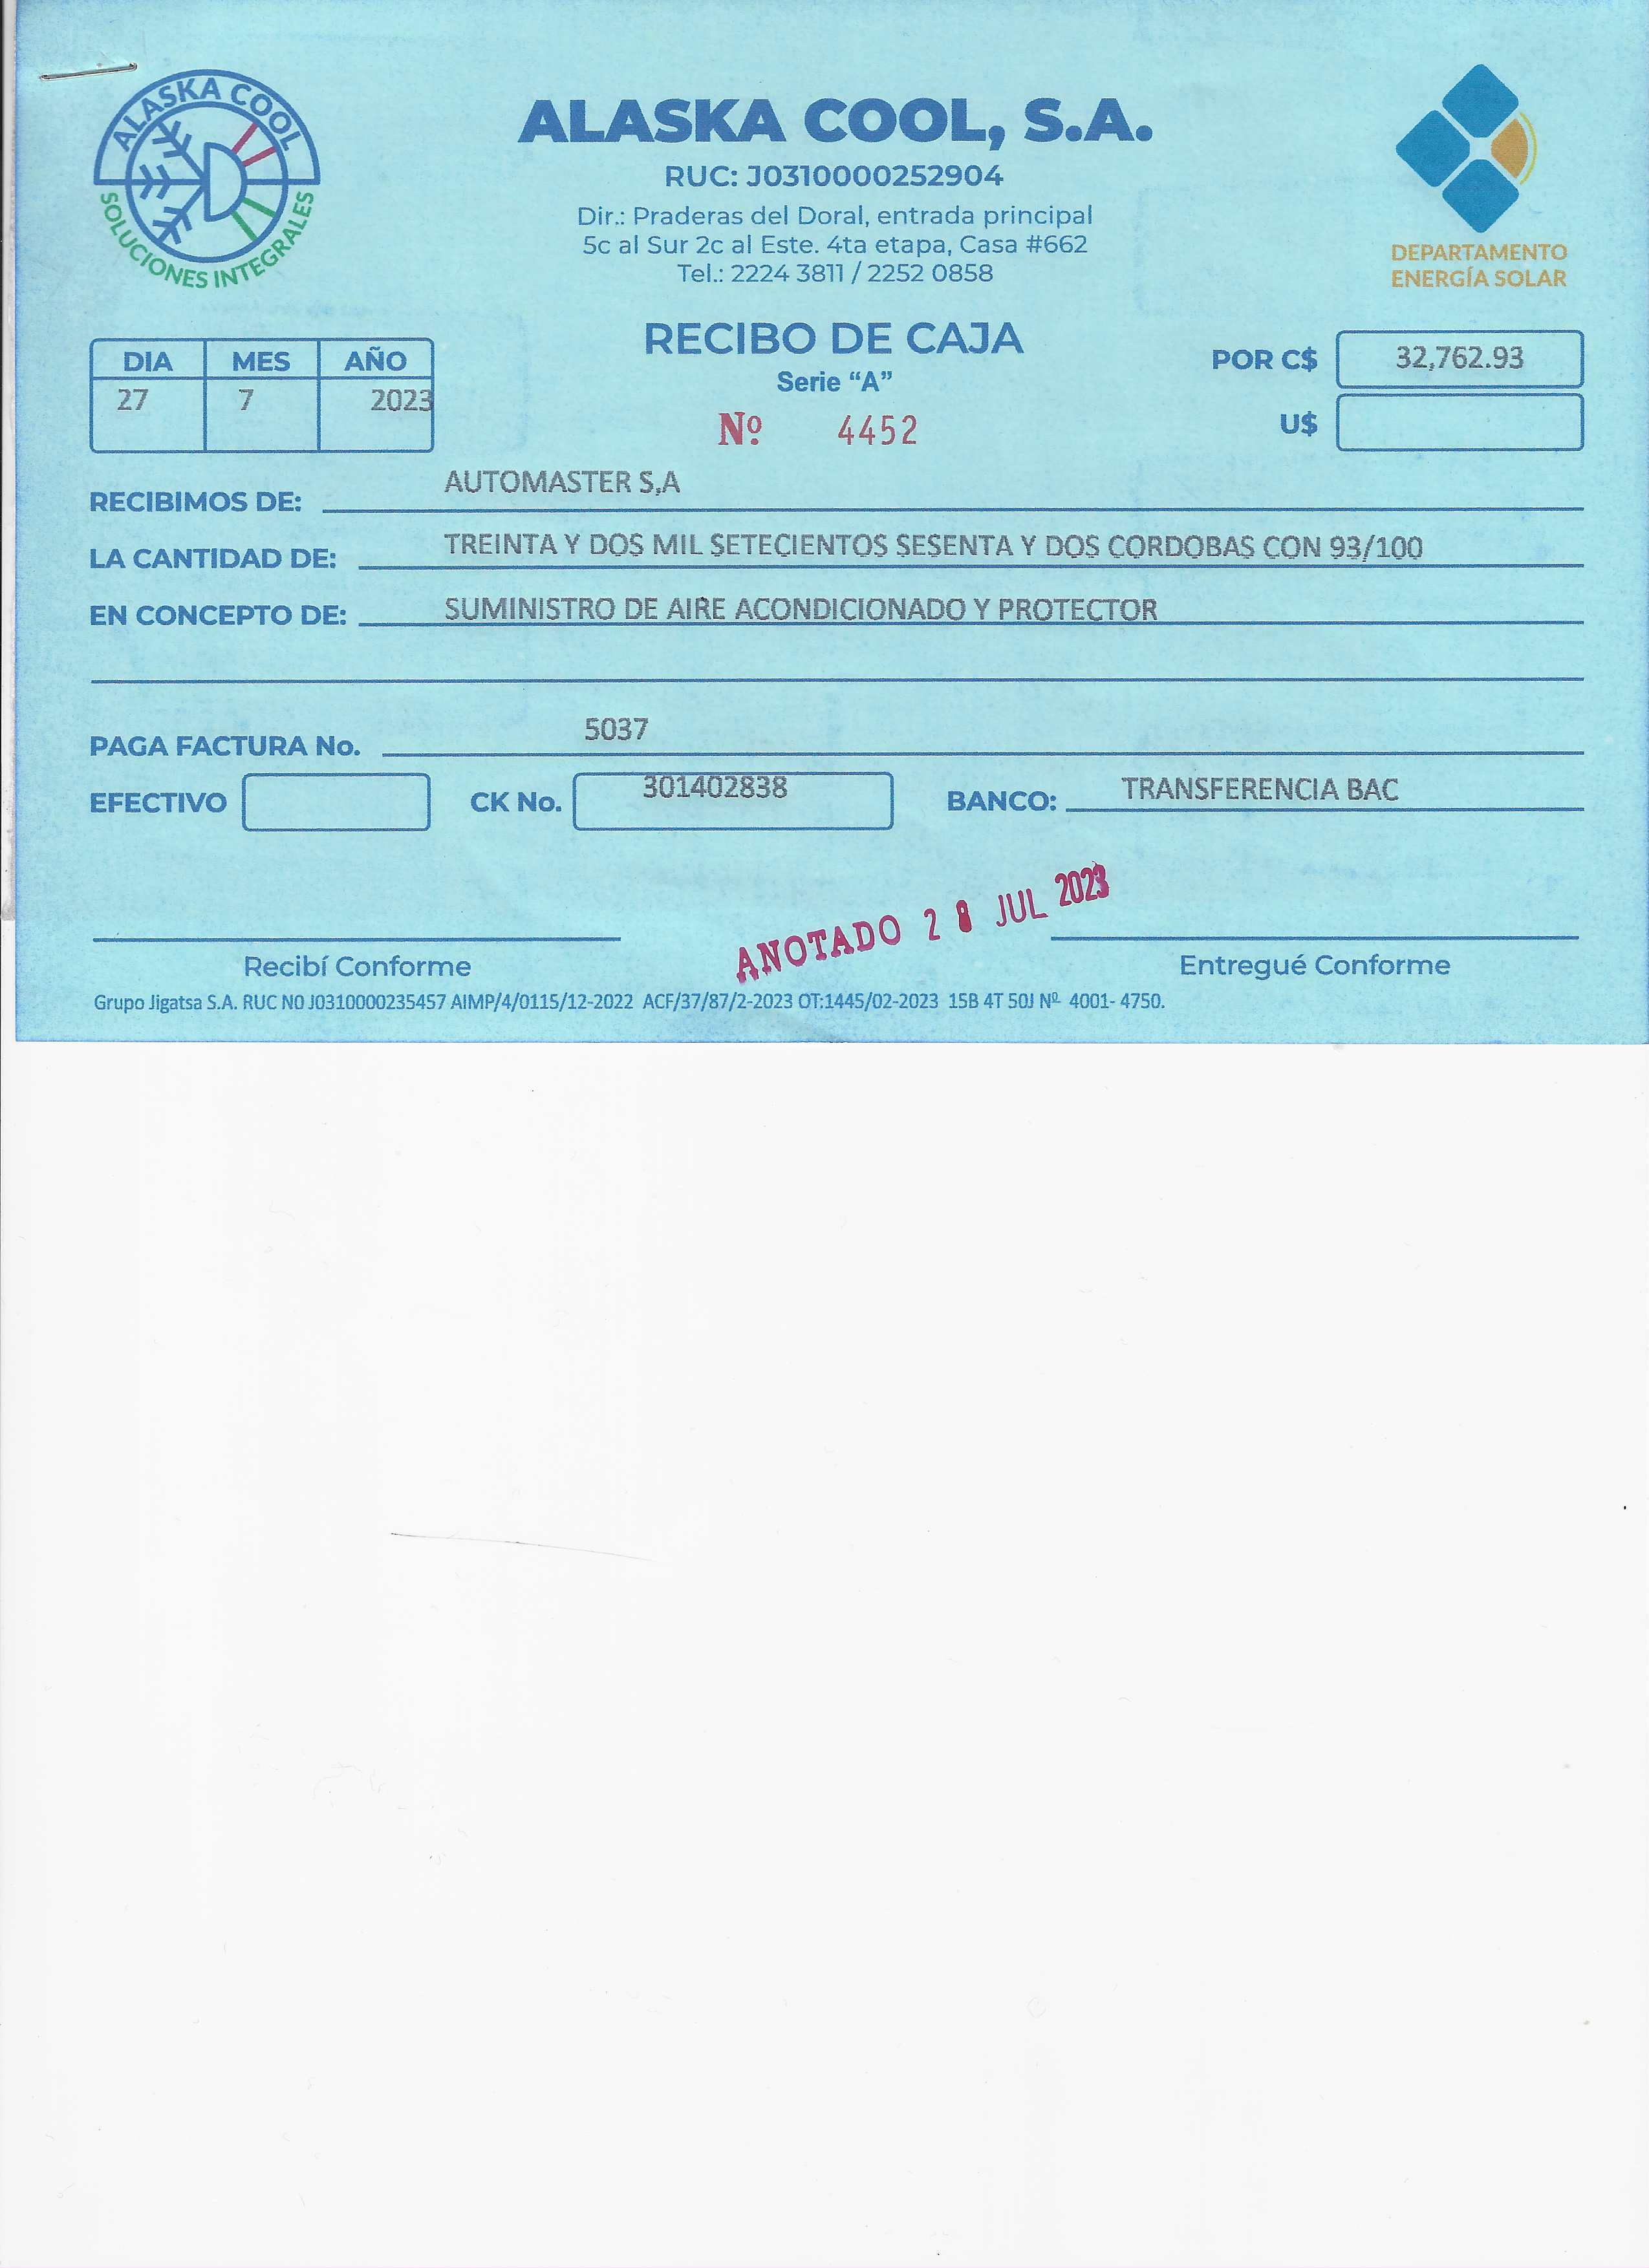 ALASKA COOL
SOLUCIONES INTEGRALES
ALASKA COOL, S.A.
RUC: J0310000252904
Dir.: Praderas del Doral, entrada principal
5c al Sur 2c al Este. 4ta etapa, Casa #662
Tel.: 2224 3811 / 2252 0858
DEPARTAMENTO
ENERGÍA SOLAR
DIA MES AÑO
27 7 2023
RECIBO DE CAJA
Serie “A”
Nº 4452
POR C$ 32,762.93
U$
RECIBIMOS DE: AUTOMASTER S,A
LA CANTIDAD DE: TREINTA Y DOS MIL SETECIENTOS SESENTA Y DOS CORDOBAS CON 93/100
EN CONCEPTO DE: SUMINISTRO DE AIRE ACONDICIONADO Y PROTECTOR
PAGA FACTURA No. 5037
EFECTIVO CK No. 301402838 BANCO: TRANSFERENCIA BAC
ANOTADO 28 JUL 2023
Recibí Conforme Entregué Conforme
Grupo Jigatsa S.A. RUC N0 J0310000235457 AIMP/4/0115/12-2022 ACF/37/87/2-2023 OT:1445/02-2023 15B 4T 50J Nº 4001- 4750.